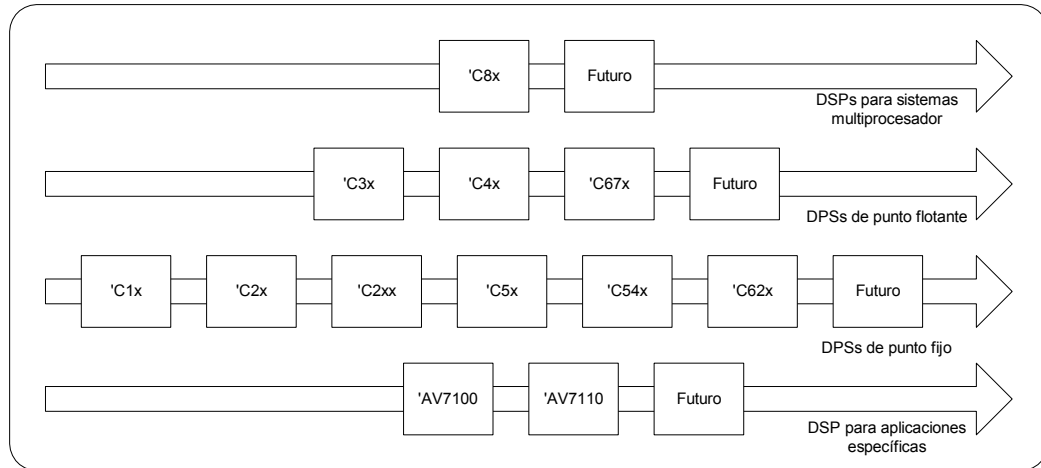 'C8x
Futuro
DSPs para sistemas
multiprocesador
'C3x
'C4x
'C67x
Futuro
DPSs de punto flotante
'C1x
'C2x
'C2xx
'C5x
'C54x
'C62x
Futuro
DPSs de punto fijo
'AV7100
'AV7110
Futuro
DSP para aplicaciones
específicas